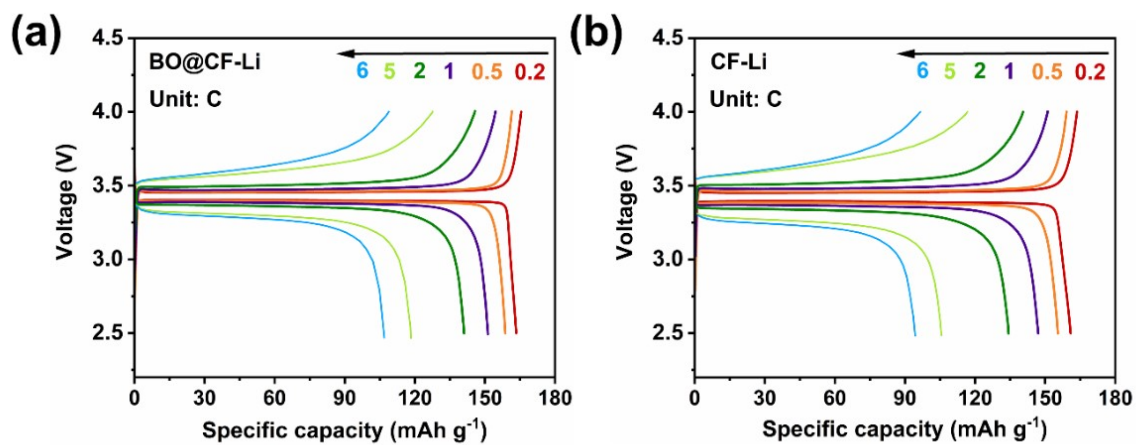 (a)
4.5
4.0
3.5
3.0
2.5
Voltage (V)
BO@CF-Li
Unit: C
6 5 2 1 0.5 0.2
0 30 60 90 120 150 180
Specific capacity (mAh g⁻¹)
(b)
4.5
4.0
3.5
3.0
2.5
Voltage (V)
CF-Li
Unit: C
6 5 2 1 0.5 0.2
0 30 60 90 120 150 180
Specific capacity (mAh g⁻¹)